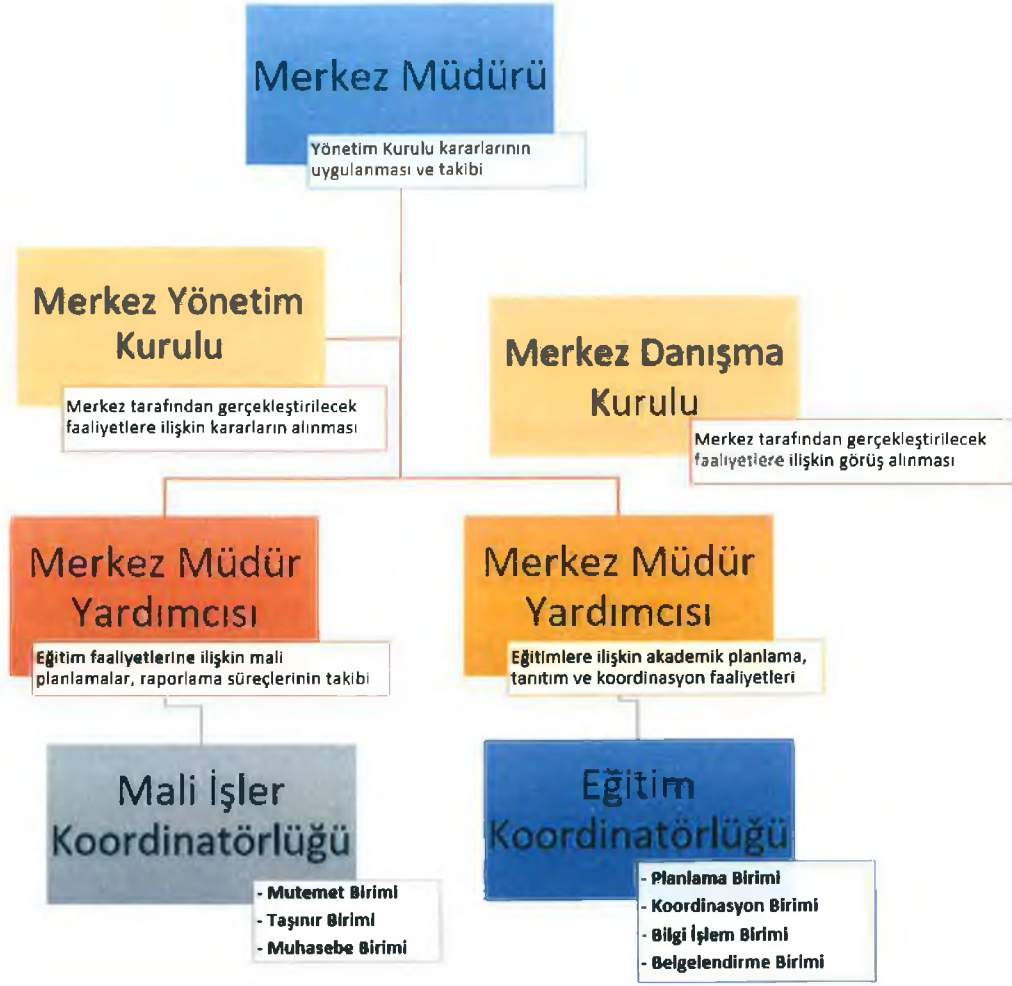 Merkez Müdürü
Yönetim Kurulu kararlarının
uygulanması ve takibi
Merkez Yönetim
Kurulu
Merkez tarafından gerçekleştirilecek
faaliyetlere ilişkin kararların alınması
Merkez Danışma
Kurulu
Merkez tarafından gerçekleştirilecek
faaliyetlere ilişkin görüş alınması
Merkez Müdür
Yardımcısı
Eğitim faaliyetlerine ilişkin mali
planlamalar, raporlama süreçlerinin takibi
Merkez Müdür
Yardımcısı
Eğitimlere ilişkin akademik planlama,
tanıtım ve koordinasyon faaliyetleri
Mali İşler
Koordinatörlüğü
- Mutemet Birimi
- Taşınır Birimi
- Muhasebe Birimi
Eğitim
Koordinatörlüğü
- Planlama Birimi
- Koordinasyon Birimi
- Bilgi İşlem Birimi
- Belgelendirme Birimi